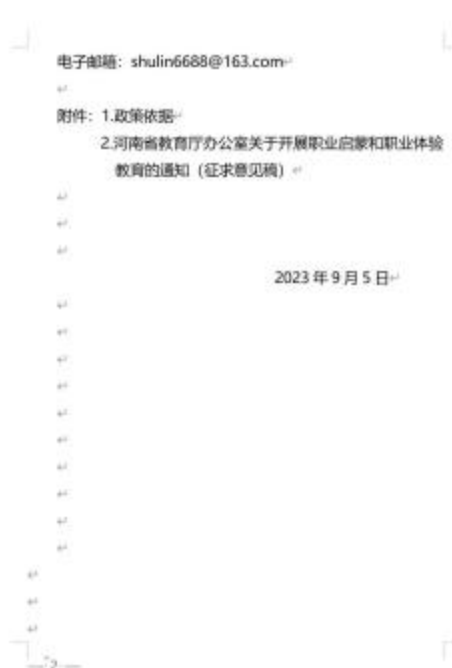 电子邮箱：shulin6688@163.com
附件：1.政策依据
2.河南省教育厅办公室关于开展职业启蒙和职业体验
教育的通知（征求意见稿）
2023 年 9 月 5 日